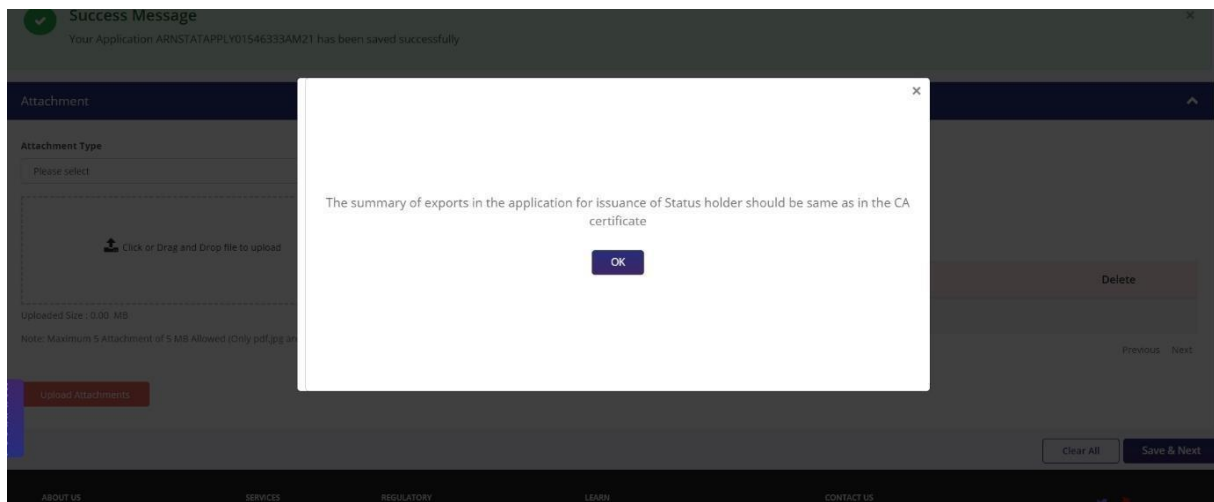 Success Message
Your Application ARNSTATAPPLY01546333AM21 has been saved successfully
Attachment
Attachment Type
Please select
The summary of exports in the application for issuance of Status holder should be same as in the CA
certificate
Click or Drag and Drop file to upload
OK
Delete
Uploaded Size : 0.00 MB
Note: Maximum 5 Attachment of 5 MB Allowed (Only pdf,jpg
Previous Next
Upload Attachments
Clear All Save & Next
ABOUT US SERVICES REGULATORY LEARN CONTACT US